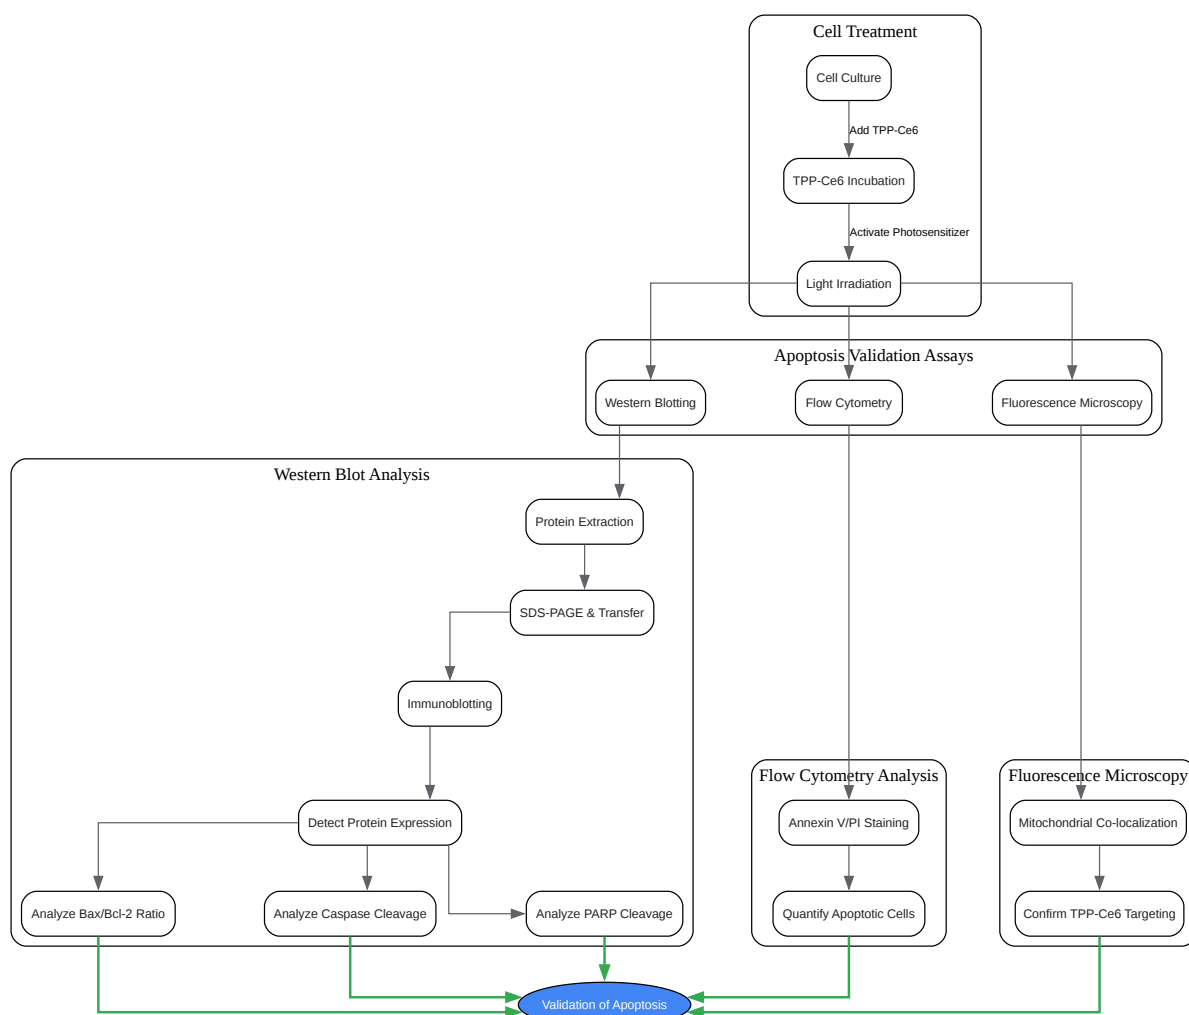 Cell Treatment
Cell Culture
Add TPP-Ce6
TPP-Ce6 Incubation
Activate Photosensitizer
Light Irradiation
Apoptosis Validation Assays
Western Blotting
Flow Cytometry
Fluorescence Microscopy
Western Blot Analysis
Protein Extraction
SDS-PAGE & Transfer
Immunoblotting
Flow Cytometry Analysis
Fluorescence Microscopy
Detect Protein Expression
Annexin V/PI Staining
Mitochondrial Co-localization
Analyze Bax/Bcl-2 Ratio
Analyze Caspase Cleavage
Analyze PARP Cleavage
Quantify Apoptotic Cells
Confirm TPP-Ce6 Targeting
Validation of Apoptosis